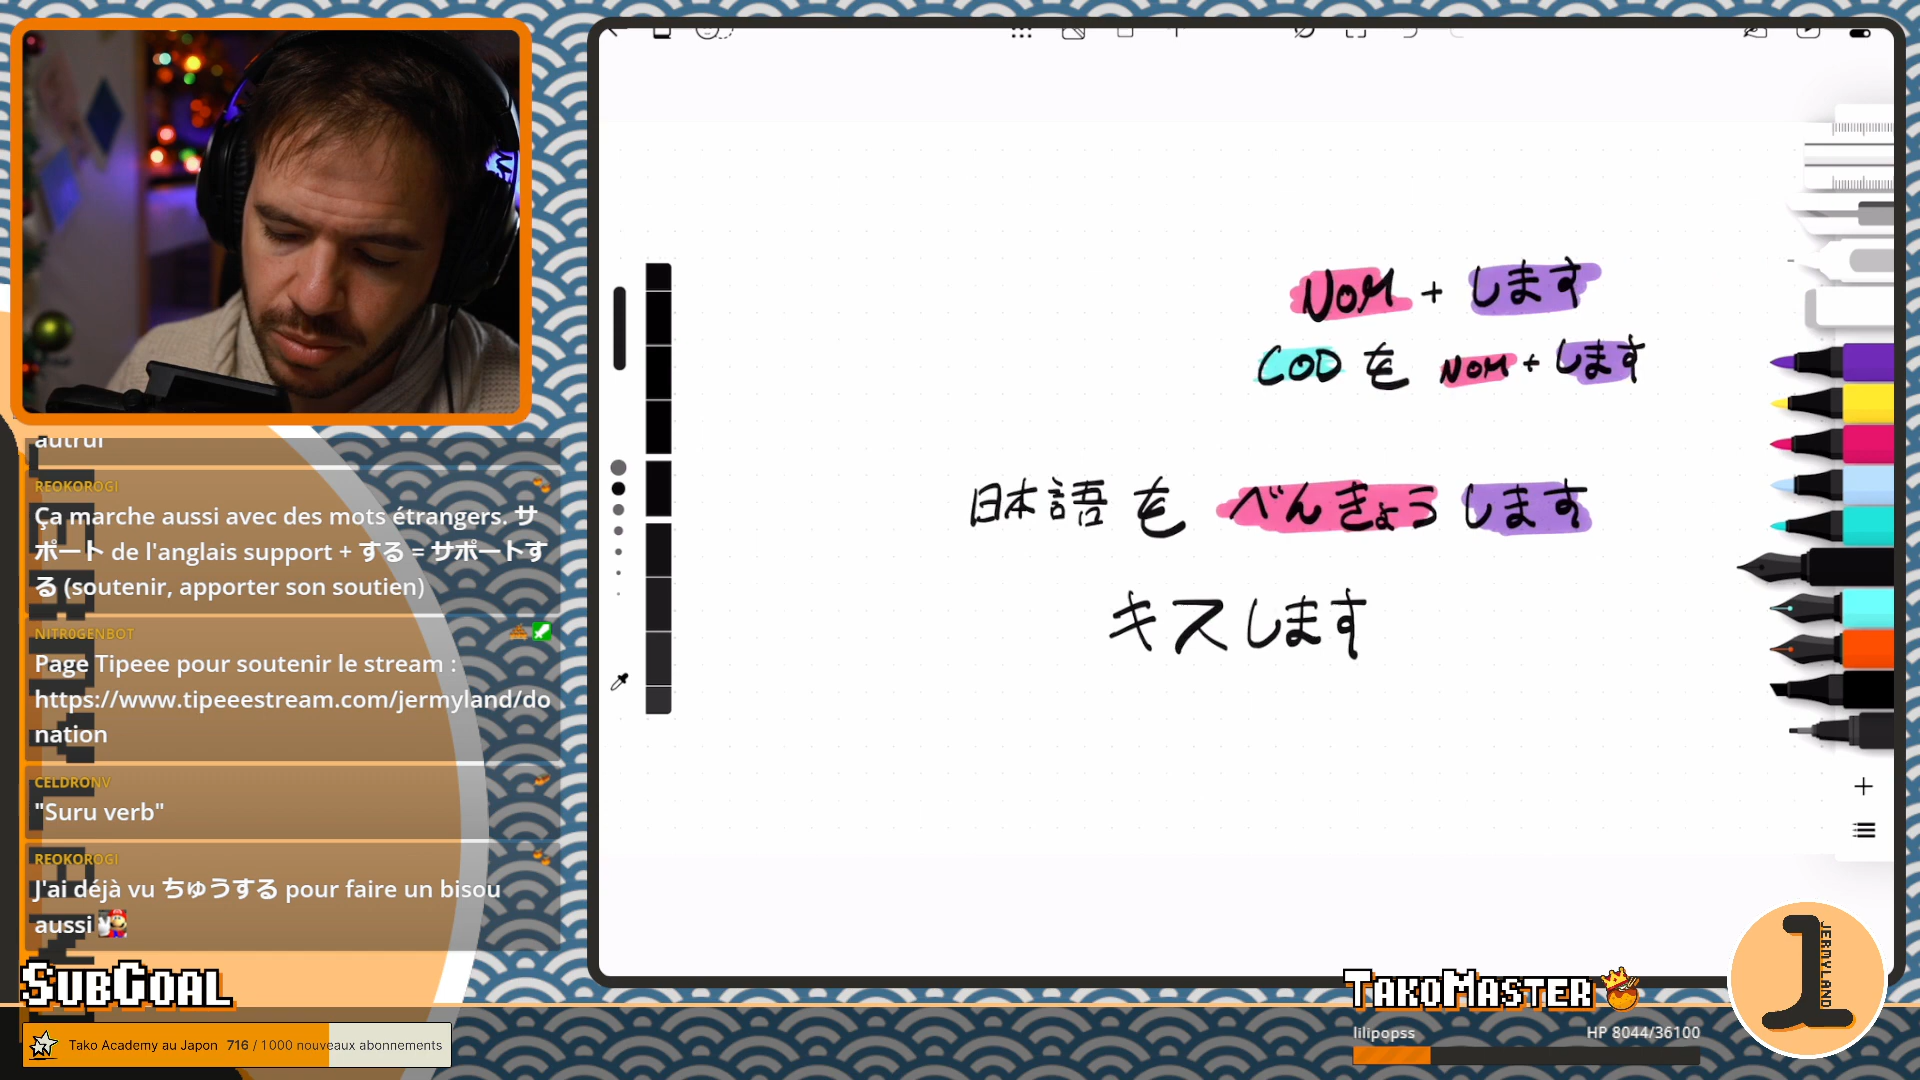 autrui
REOKOROGI
Ça marche aussi avec des mots étrangers. サ
ポート de l'anglais support + する = サポートす
る (soutenir, apporter son soutien)
NITR0GENBOT
Page Tipeee pour soutenir le stream :
https://www.tipeeestream.com/jermyland/do
nation
CELDRONV
"Suru verb"
REOKOROGI
J'ai déjà vu ちゅうする pour faire un bisou
aussi
SUBGOAL
Tako Academy au Japon 716 / 1000 nouveaux abonnements
NOM + します
COD を NOM + します
日本語 を べんきょう します
キスします
TAKOMASTER
lilipopss HP 8044/36100
JERMYLAND